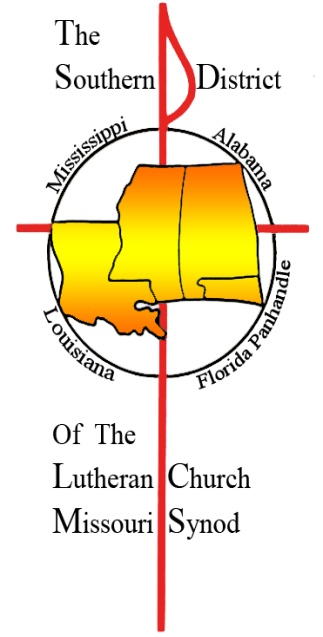 The
Southern District
Mississippi
Alabama
Louisiana
Florida Panhandle
Of The
Lutheran Church
Missouri Synod